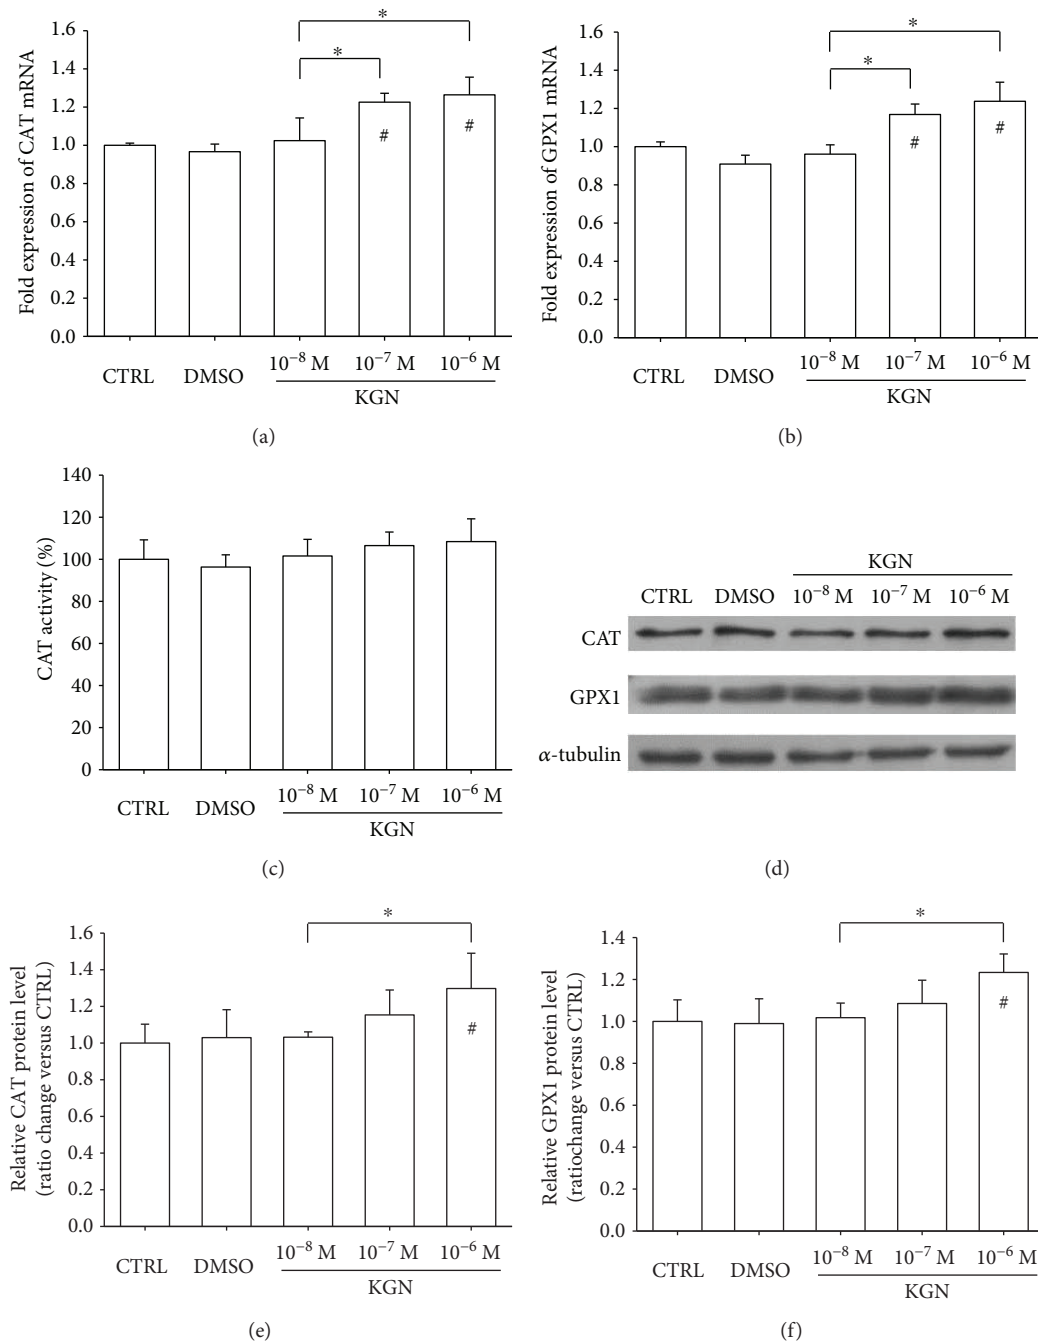 Fold expression of CAT mRNA
1.6
1.4
1.2
1.0
0.8
0.6
0.4
0.2
0.0
*
*
#
#
CTRL DMSO 10⁻⁸ M 10⁻⁷ M 10⁻⁶ M
KGN
(a)
Fold expression of GPX1 mRNA
1.6
1.4
1.2
1.0
0.8
0.6
0.4
0.2
0.0
*
*
#
#
CTRL DMSO 10⁻⁸ M 10⁻⁷ M 10⁻⁶ M
KGN
(b)
CAT activity (%)
140
120
100
80
60
40
20
0
CTRL DMSO 10⁻⁸ M 10⁻⁷ M 10⁻⁶ M
KGN
(c)
KGN
CTRL DMSO 10⁻⁸ M 10⁻⁷ M 10⁻⁶ M
CAT
GPX1
α-tubulin
(d)
Relative CAT protein level
(ratio change versus CTRL)
1.6
1.4
1.2
1.0
0.8
0.6
0.4
0.2
0.0
*
#
CTRL DMSO 10⁻⁸ M 10⁻⁷ M 10⁻⁶ M
KGN
(e)
Relative GPX1 protein level
(ratiochange versus CTRL)
1.4
1.2
1.0
0.8
0.6
0.4
0.2
0.0
*
#
CTRL DMSO 10⁻⁸ M 10⁻⁷ M 10⁻⁶ M
KGN
(f)